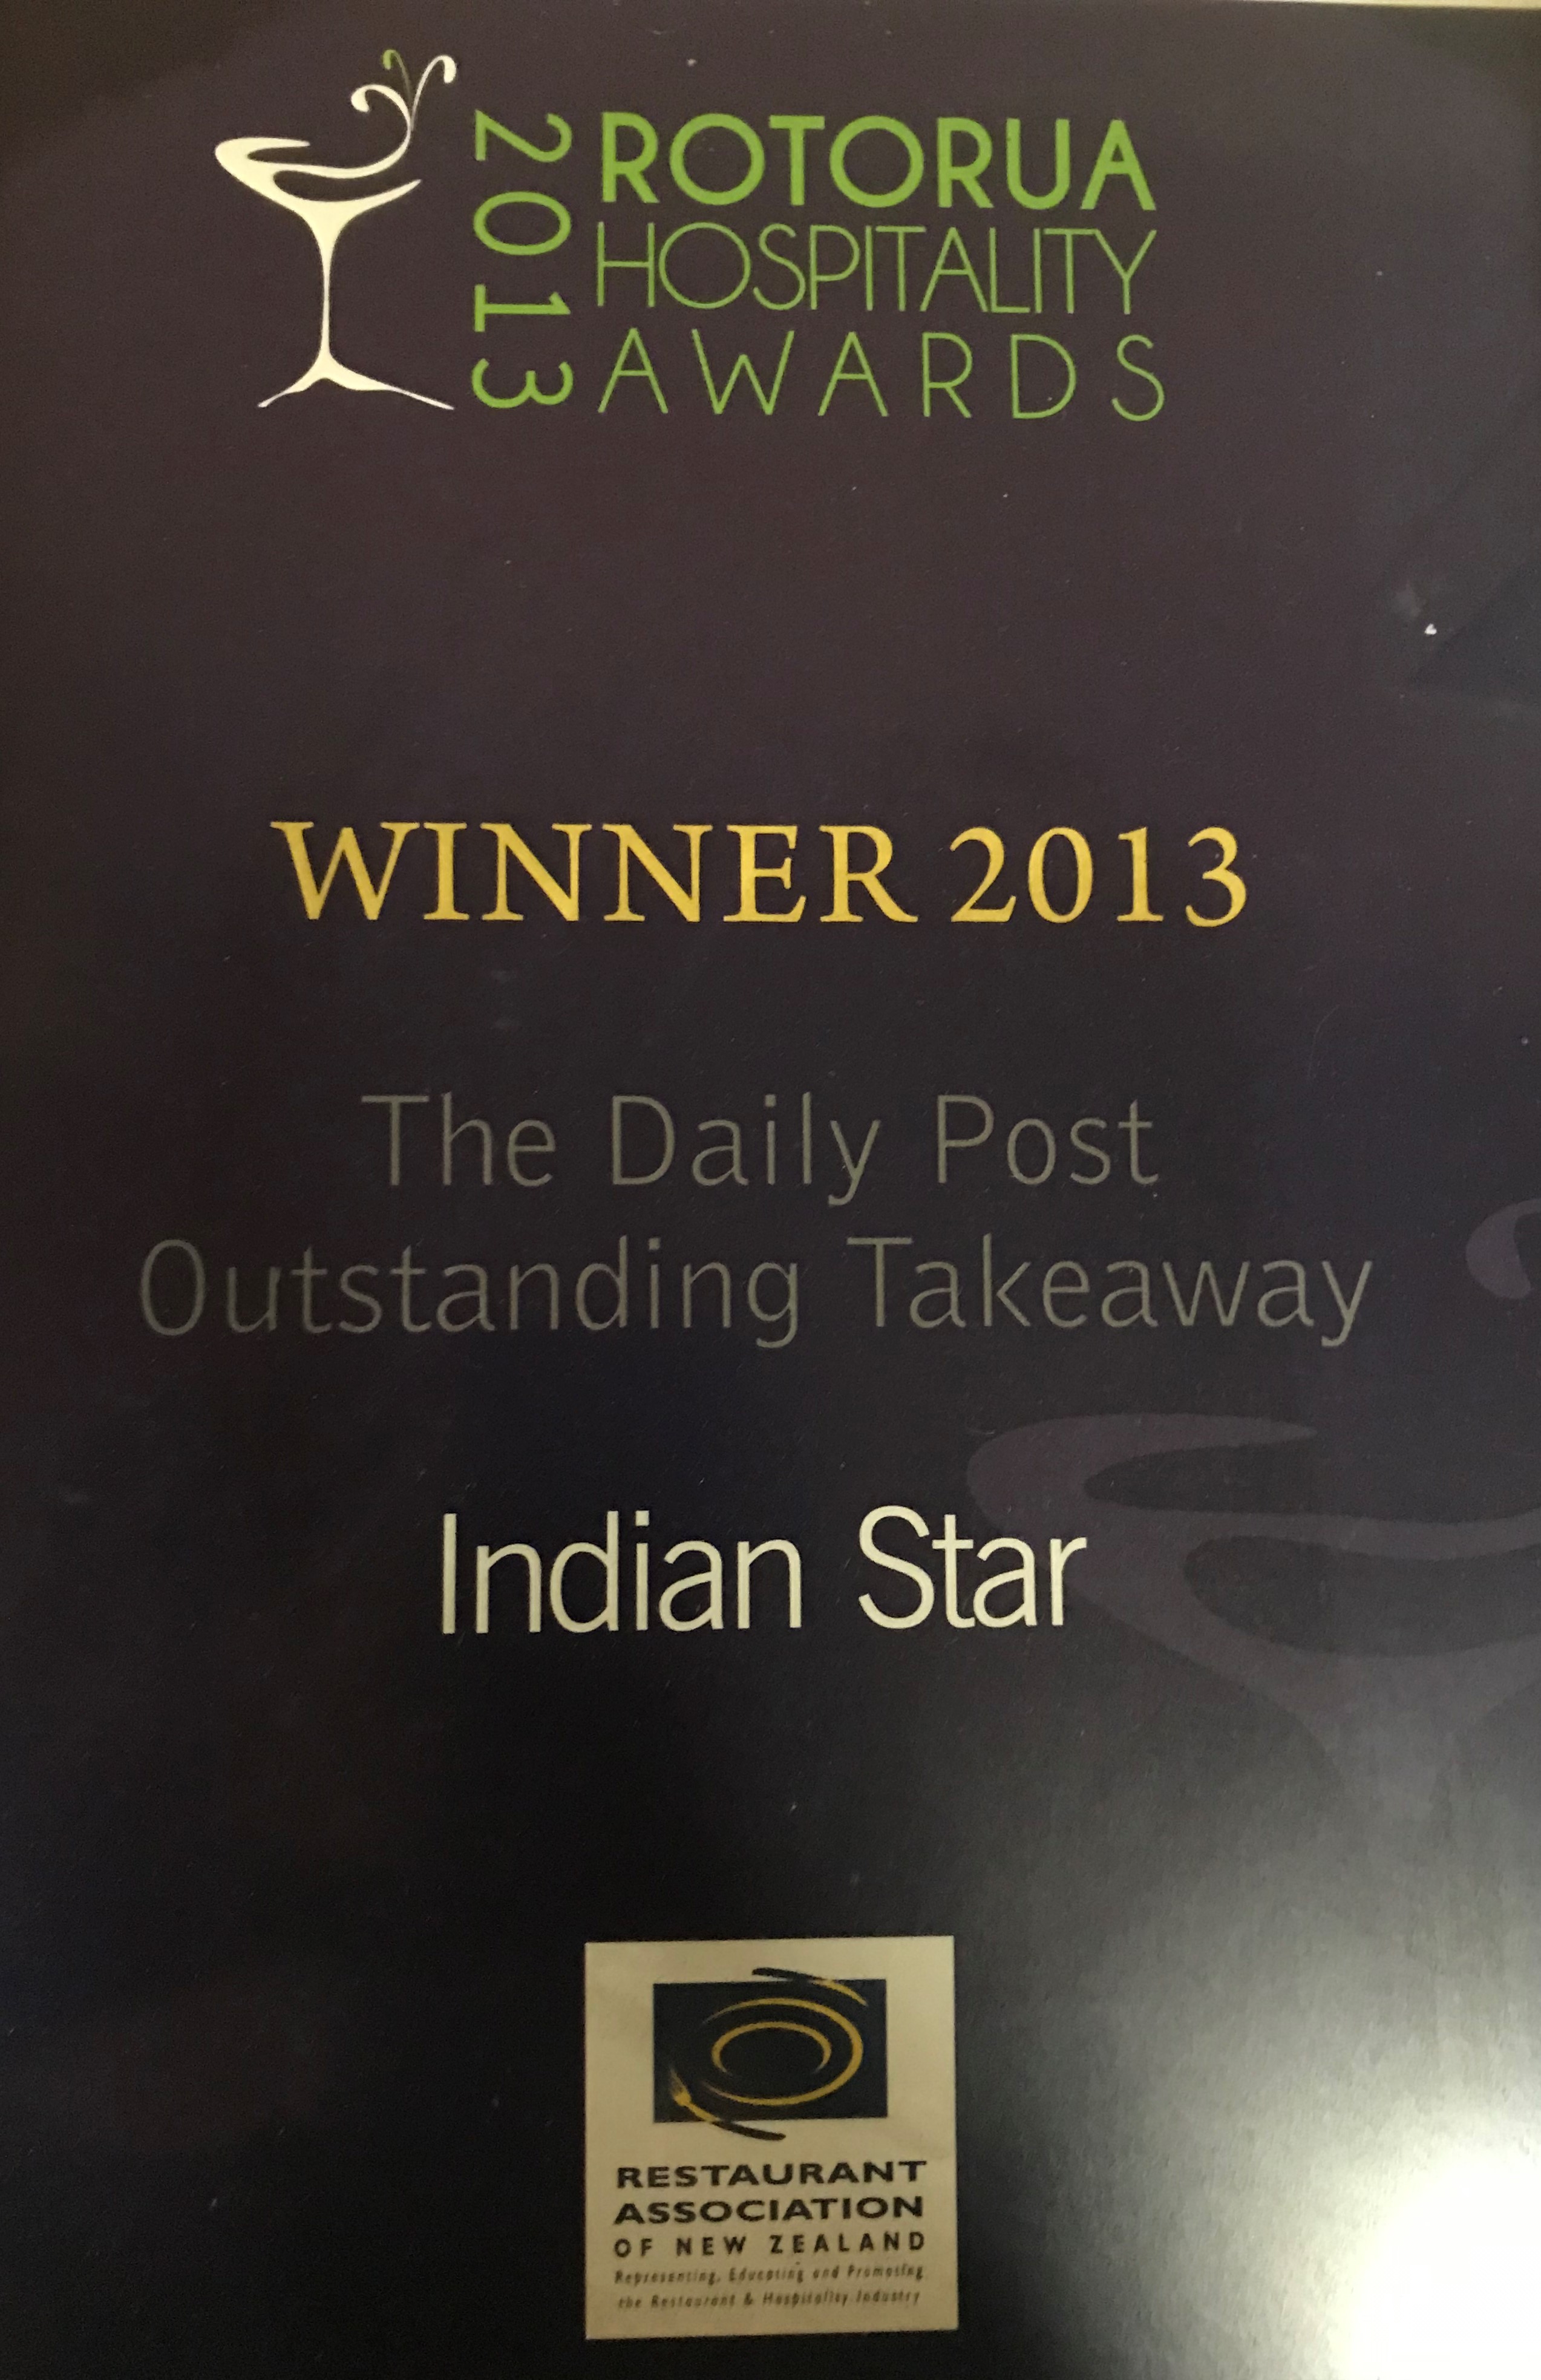 2013
ROTORUA
HOSPITALITY
AWARDS
WINNER 2013
The Daily Post
Outstanding Takeaway
Indian Star
RESTAURANT
ASSOCIATION
OF NEW ZEALAND
Representing, Educating and Promoting
the Restaurant & Hospitality Industry